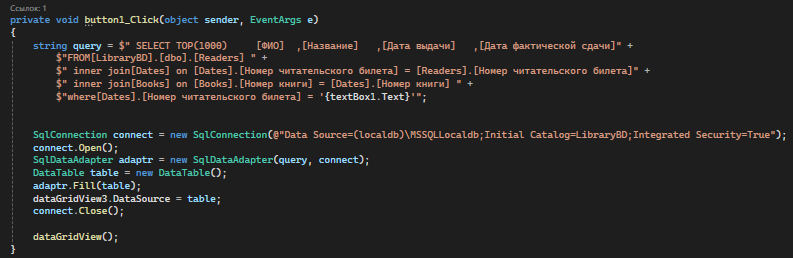 Ссылок: 1
private void button1_Click(object sender, EventArgs e)
{
string query = $" SELECT TOP(1000) [ФИО] ,[Название] ,[Дата выдачи] ,[Дата фактической сдачи]" +
$"FROM[LibraryBD].[dbo].[Readers] " +
$" inner join[Dates] on [Dates].[Номер читательского билета] = [Readers].[Номер читательского билета]" +
$" inner join[Books] on [Books].[Номер книги] = [Dates].[Номер книги] " +
$"where[Dates].[Номер читательского билета] = '{textBox1.Text}'";
SqlConnection connect = new SqlConnection(@"Data Source=(localdb)\MSSQLLocaldb;Initial Catalog=LibraryBD;Integrated Security=True");
connect.Open();
SqlDataAdapter adaptr = new SqlDataAdapter(query, connect);
DataTable table = new DataTable();
adaptr.Fill(table);
dataGridView3.DataSource = table;
connect.Close();
dataGridView();
}